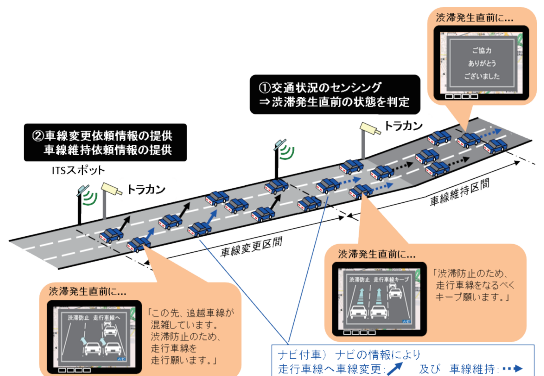 渋滞発生直前に…
ご協力
ありがとう
ございました
①交通状況のセンシング
⇒渋滞発生直前の状態を判定
トラカン
②車線変更依頼情報の提供
車線維持依頼情報の提供
ITSスポット
トラカン
車線維持区間
車線変更区間
渋滞発生直前に…
渋滞防止 走行車線へ
「この先、追越車線が
混雑しています。
渋滞防止のため、
走行車線を
走行願います。」
渋滞発生直前に…
渋滞防止 走行車線キープ
「渋滞防止のため、
走行車線をなるべく
キープ願います。」
ナビ付車） ナビの情報により
走行車線へ車線変更: 及び 車線維持: